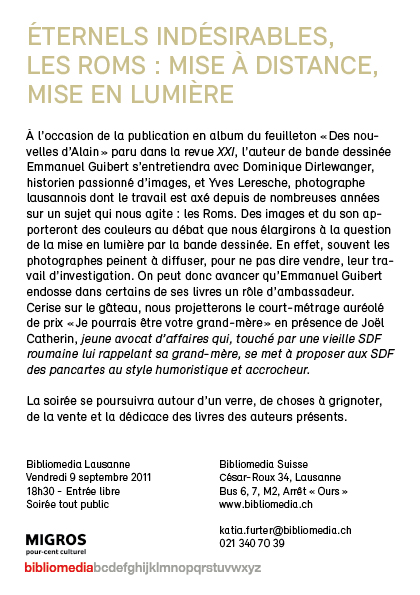 ÉTERNELS INDÉSIRABLES,
LES ROMS : MISE À DISTANCE,
MISE EN LUMIÈRE
À l'occasion de la publication en album du feuilleton «Des nou-
velles d'Alain» paru dans la revue XXI, l'auteur de bande dessinée
Emmanuel Guibert s'entretiendra avec Dominique Dirlewanger,
historien passionné d'images, et Yves Leresche, photographe
lausannois dont le travail est axé depuis de nombreuses années
sur un sujet qui nous agite : les Roms. Des images et du son ap-
porteront des couleurs au débat que nous élargirons à la question
de la mise en lumière par la bande dessinée. En effet, souvent les
photographes peinent à diffuser, pour ne pas dire vendre, leur tra-
vail d'investigation. On peut donc avancer qu'Emmanuel Guibert
endosse dans certains de ses livres un rôle d'ambassadeur.
Cerise sur le gâteau, nous projetterons le court-métrage auréolé
de prix «Je pourrais être votre grand-mère» en présence de Joël
Catherin, jeune avocat d'affaires qui, touché par une vieille SDF
roumaine lui rappelant sa grand-mère, se met à proposer aux SDF
des pancartes au style humoristique et accrocheur.
La soirée se poursuivra autour d'un verre, de choses à grignoter,
de la vente et la dédicace des livres des auteurs présents.
Bibliomedia Lausanne
Vendredi 9 septembre 2011
18h30 - Entrée libre
Soirée tout public
Bibliomedia Suisse
César-Roux 34, Lausanne
Bus 6, 7, M2, Arrêt « Ours »
www.bibliomedia.ch
katia.furter@bibliomedia.ch
021 340 70 39
MIGROS
pour-cent culturel
bibliomediabcdefghijklmnopqrstuvwxyz